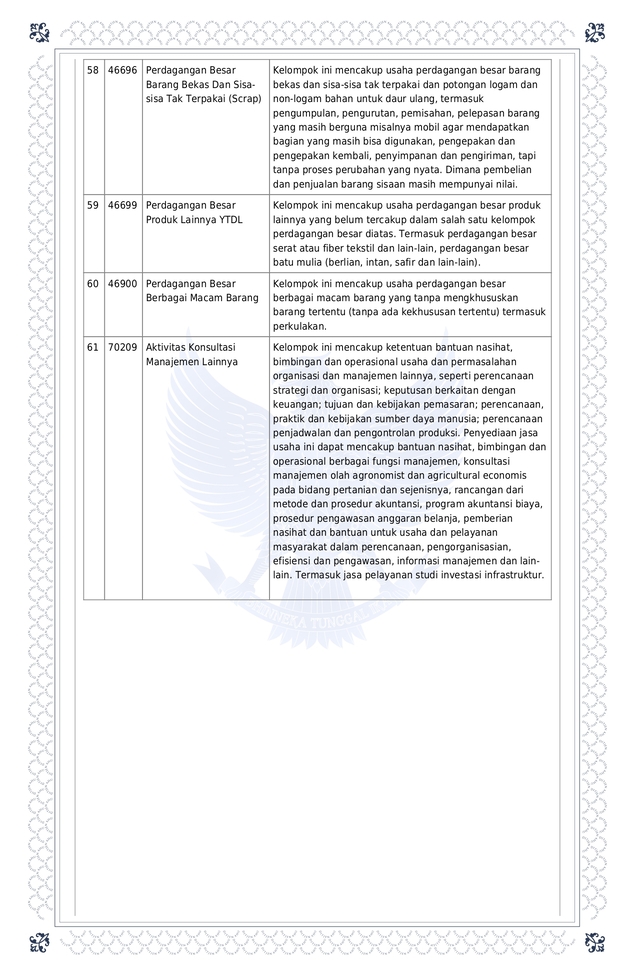 58 46696 Perdagangan Besar Kelompok ini mencakup usaha perdagangan besar barang
Barang Bekas Dan Sisa- bekas dan sisa-sisa tak terpakai dan potongan logam dan
sisa Tak Terpakai (Scrap) non-logam bahan untuk daur ulang, termasuk
pengumpulan, pengurutan, pemisahan, pelepasan barang
yang masih berguna misalnya mobil agar mendapatkan
bagian yang masih bisa digunakan, pengepakan dan
pengepakan kembali, penyimpanan dan pengiriman, tapi
tanpa proses perubahan yang nyata. Dimana pembelian
dan penjualan barang sisaan masih mempunyai nilai.
59 46699 Perdagangan Besar Kelompok ini mencakup usaha perdagangan besar produk
Produk Lainnya YTDL lainnya yang belum tercakup dalam salah satu kelompok
perdagangan besar diatas. Termasuk perdagangan besar
serat atau fiber tekstil dan lain-lain, perdagangan besar
batu mulia (berlian, intan, safir dan lain-lain).
60 46900 Perdagangan Besar Kelompok ini mencakup usaha perdagangan besar
Berbagai Macam Barang berbagai macam barang yang tanpa mengkhususkan
barang tertentu (tanpa ada kekhususan tertentu) termasuk
perkulakan.
61 70209 Aktivitas Konsultasi Kelompok ini mencakup ketentuan bantuan nasihat,
Manajemen Lainnya bimbingan dan operasional usaha dan permasalahan
organisasi dan manajemen lainnya, seperti perencanaan
strategi dan organisasi; keputusan berkaitan dengan
keuangan; tujuan dan kebijakan pemasaran; perencanaan,
praktik dan kebijakan sumber daya manusia; perencanaan
penjadwalan dan pengontrolan produksi. Penyediaan jasa
usaha ini dapat mencakup bantuan nasihat, bimbingan dan
operasional berbagai fungsi manajemen, konsultasi
manajemen olah agronomist dan agricultural economis
pada bidang pertanian dan sejenisnya, rancangan dari
metode dan prosedur akuntansi, program akuntansi biaya,
prosedur pengawasan anggaran belanja, pemberian
nasihat dan bantuan untuk usaha dan pelayanan
masyarakat dalam perencanaan, pengorganisasian,
efisiensi dan pengawasan, informasi manajemen dan lain-
lain. Termasuk jasa pelayanan studi investasi infrastruktur.
TUNGGAL